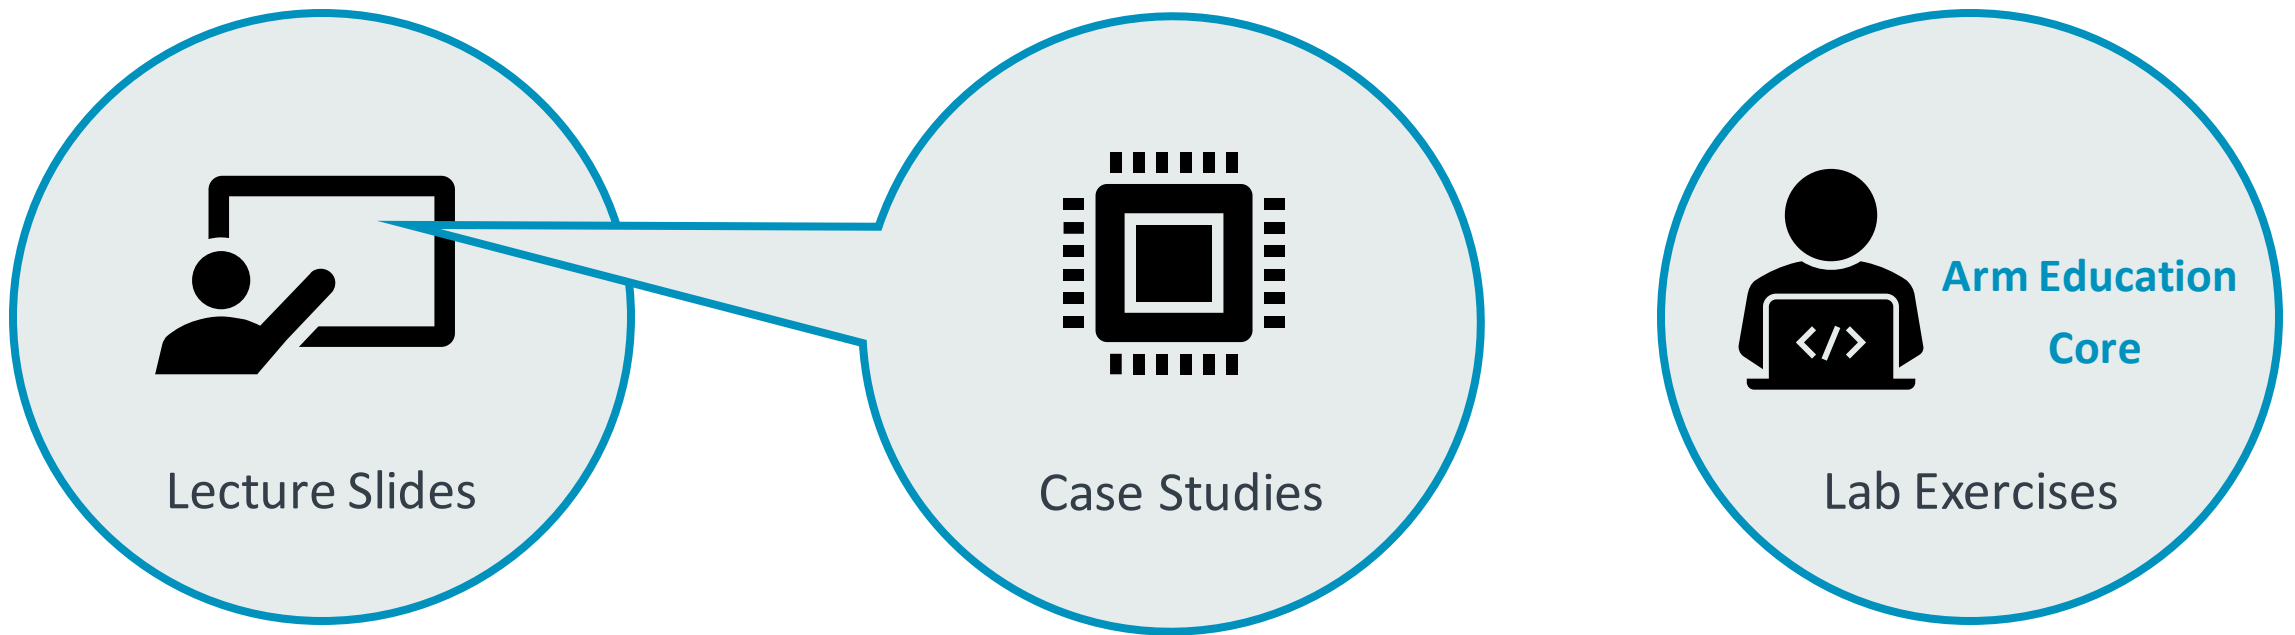 Lecture Slides
Case Studies
Arm Education
Core
Lab Exercises